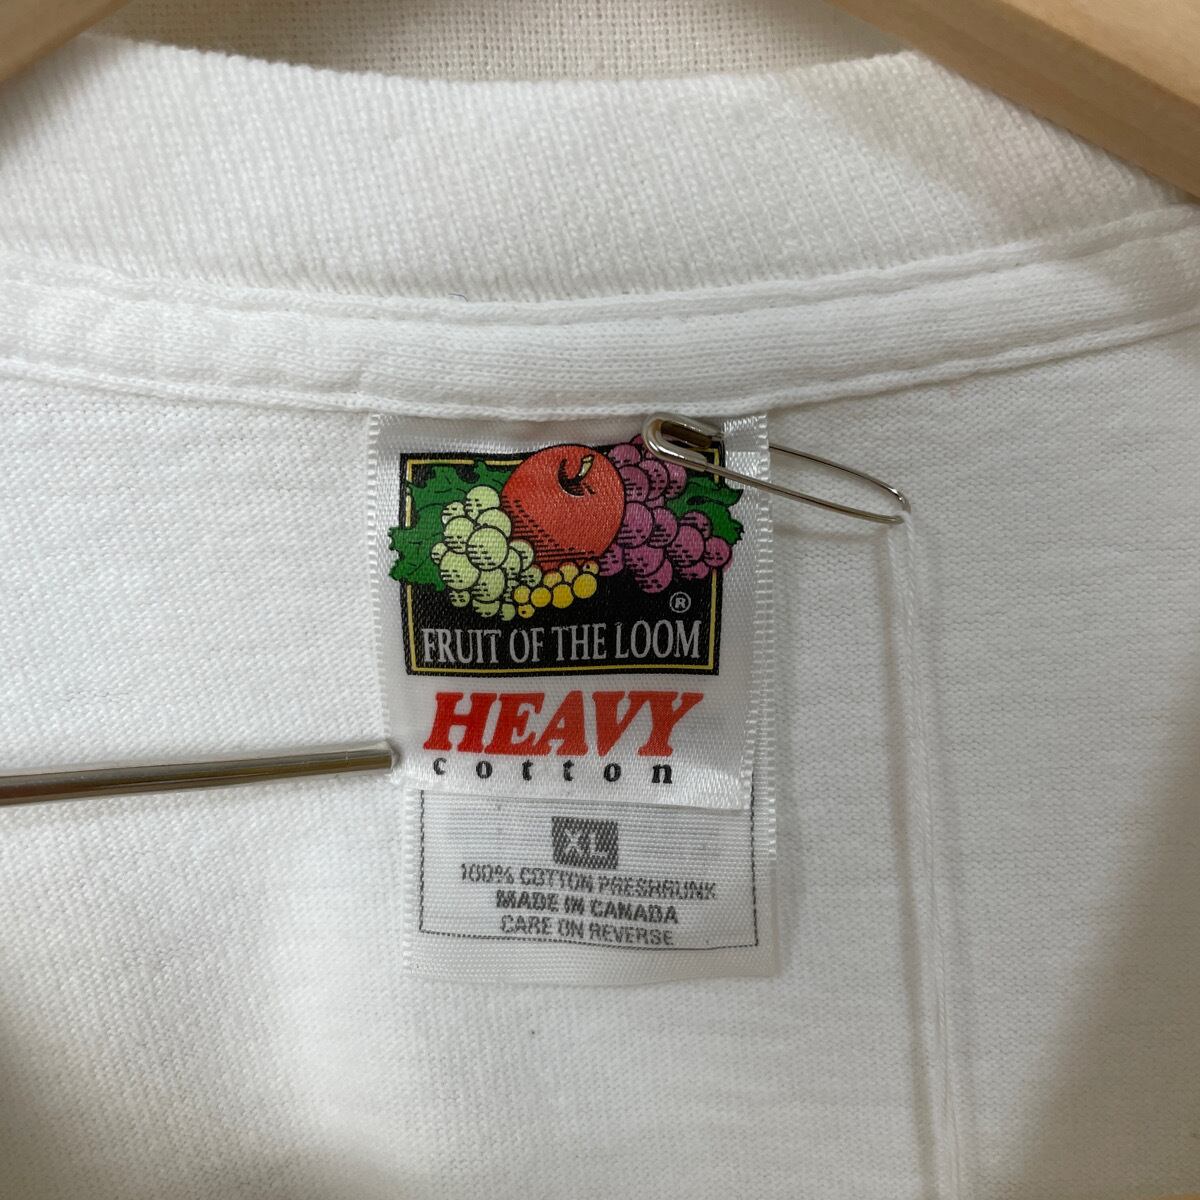 ®
FRUIT OF THE LOOM
HEAVY
cotton
XL
100% COTTON PRESHRUNK
MADE IN CANADA
CARE ON REVERSE